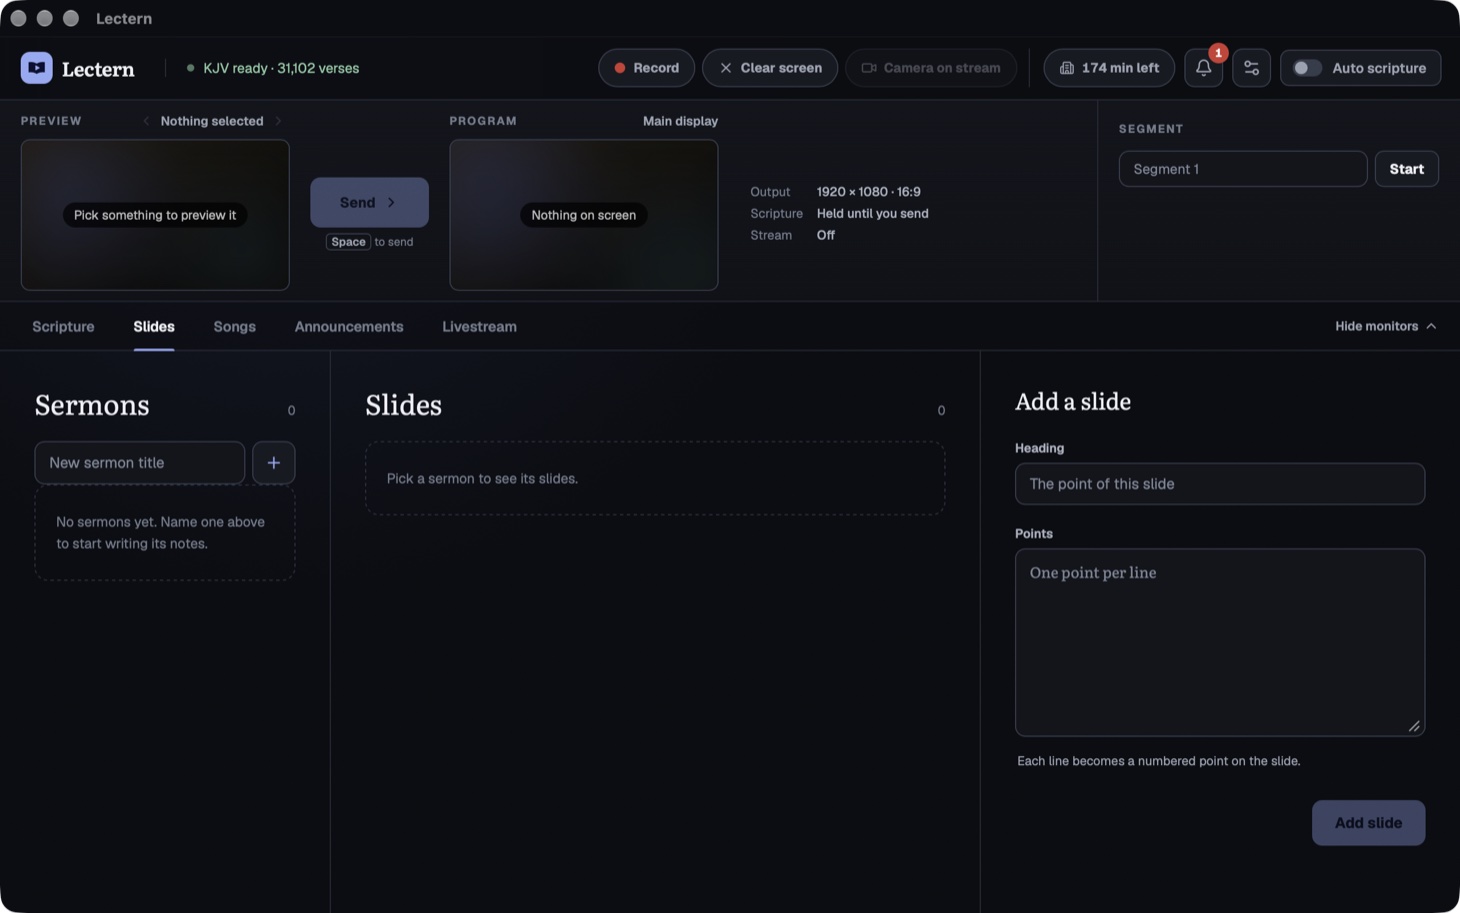 Lectern
Lectern
KJV ready · 31,102 verses
Record
Clear screen
Camera on stream
174 min left
1
Auto scripture
PREVIEW
Nothing selected
Pick something to preview it
Send
Space to send
PROGRAM
Main display
Nothing on screen
Output 1920 × 1080 · 16:9
Scripture Held until you send
Stream Off
SEGMENT
Segment 1
Start
Scripture
Slides
Songs
Announcements
Livestream
Hide monitors
Sermons
0
New sermon title
+
No sermons yet. Name one above
to start writing its notes.
Slides
0
Pick a sermon to see its slides.
Add a slide
Heading
The point of this slide
Points
One point per line
Each line becomes a numbered point on the slide.
Add slide